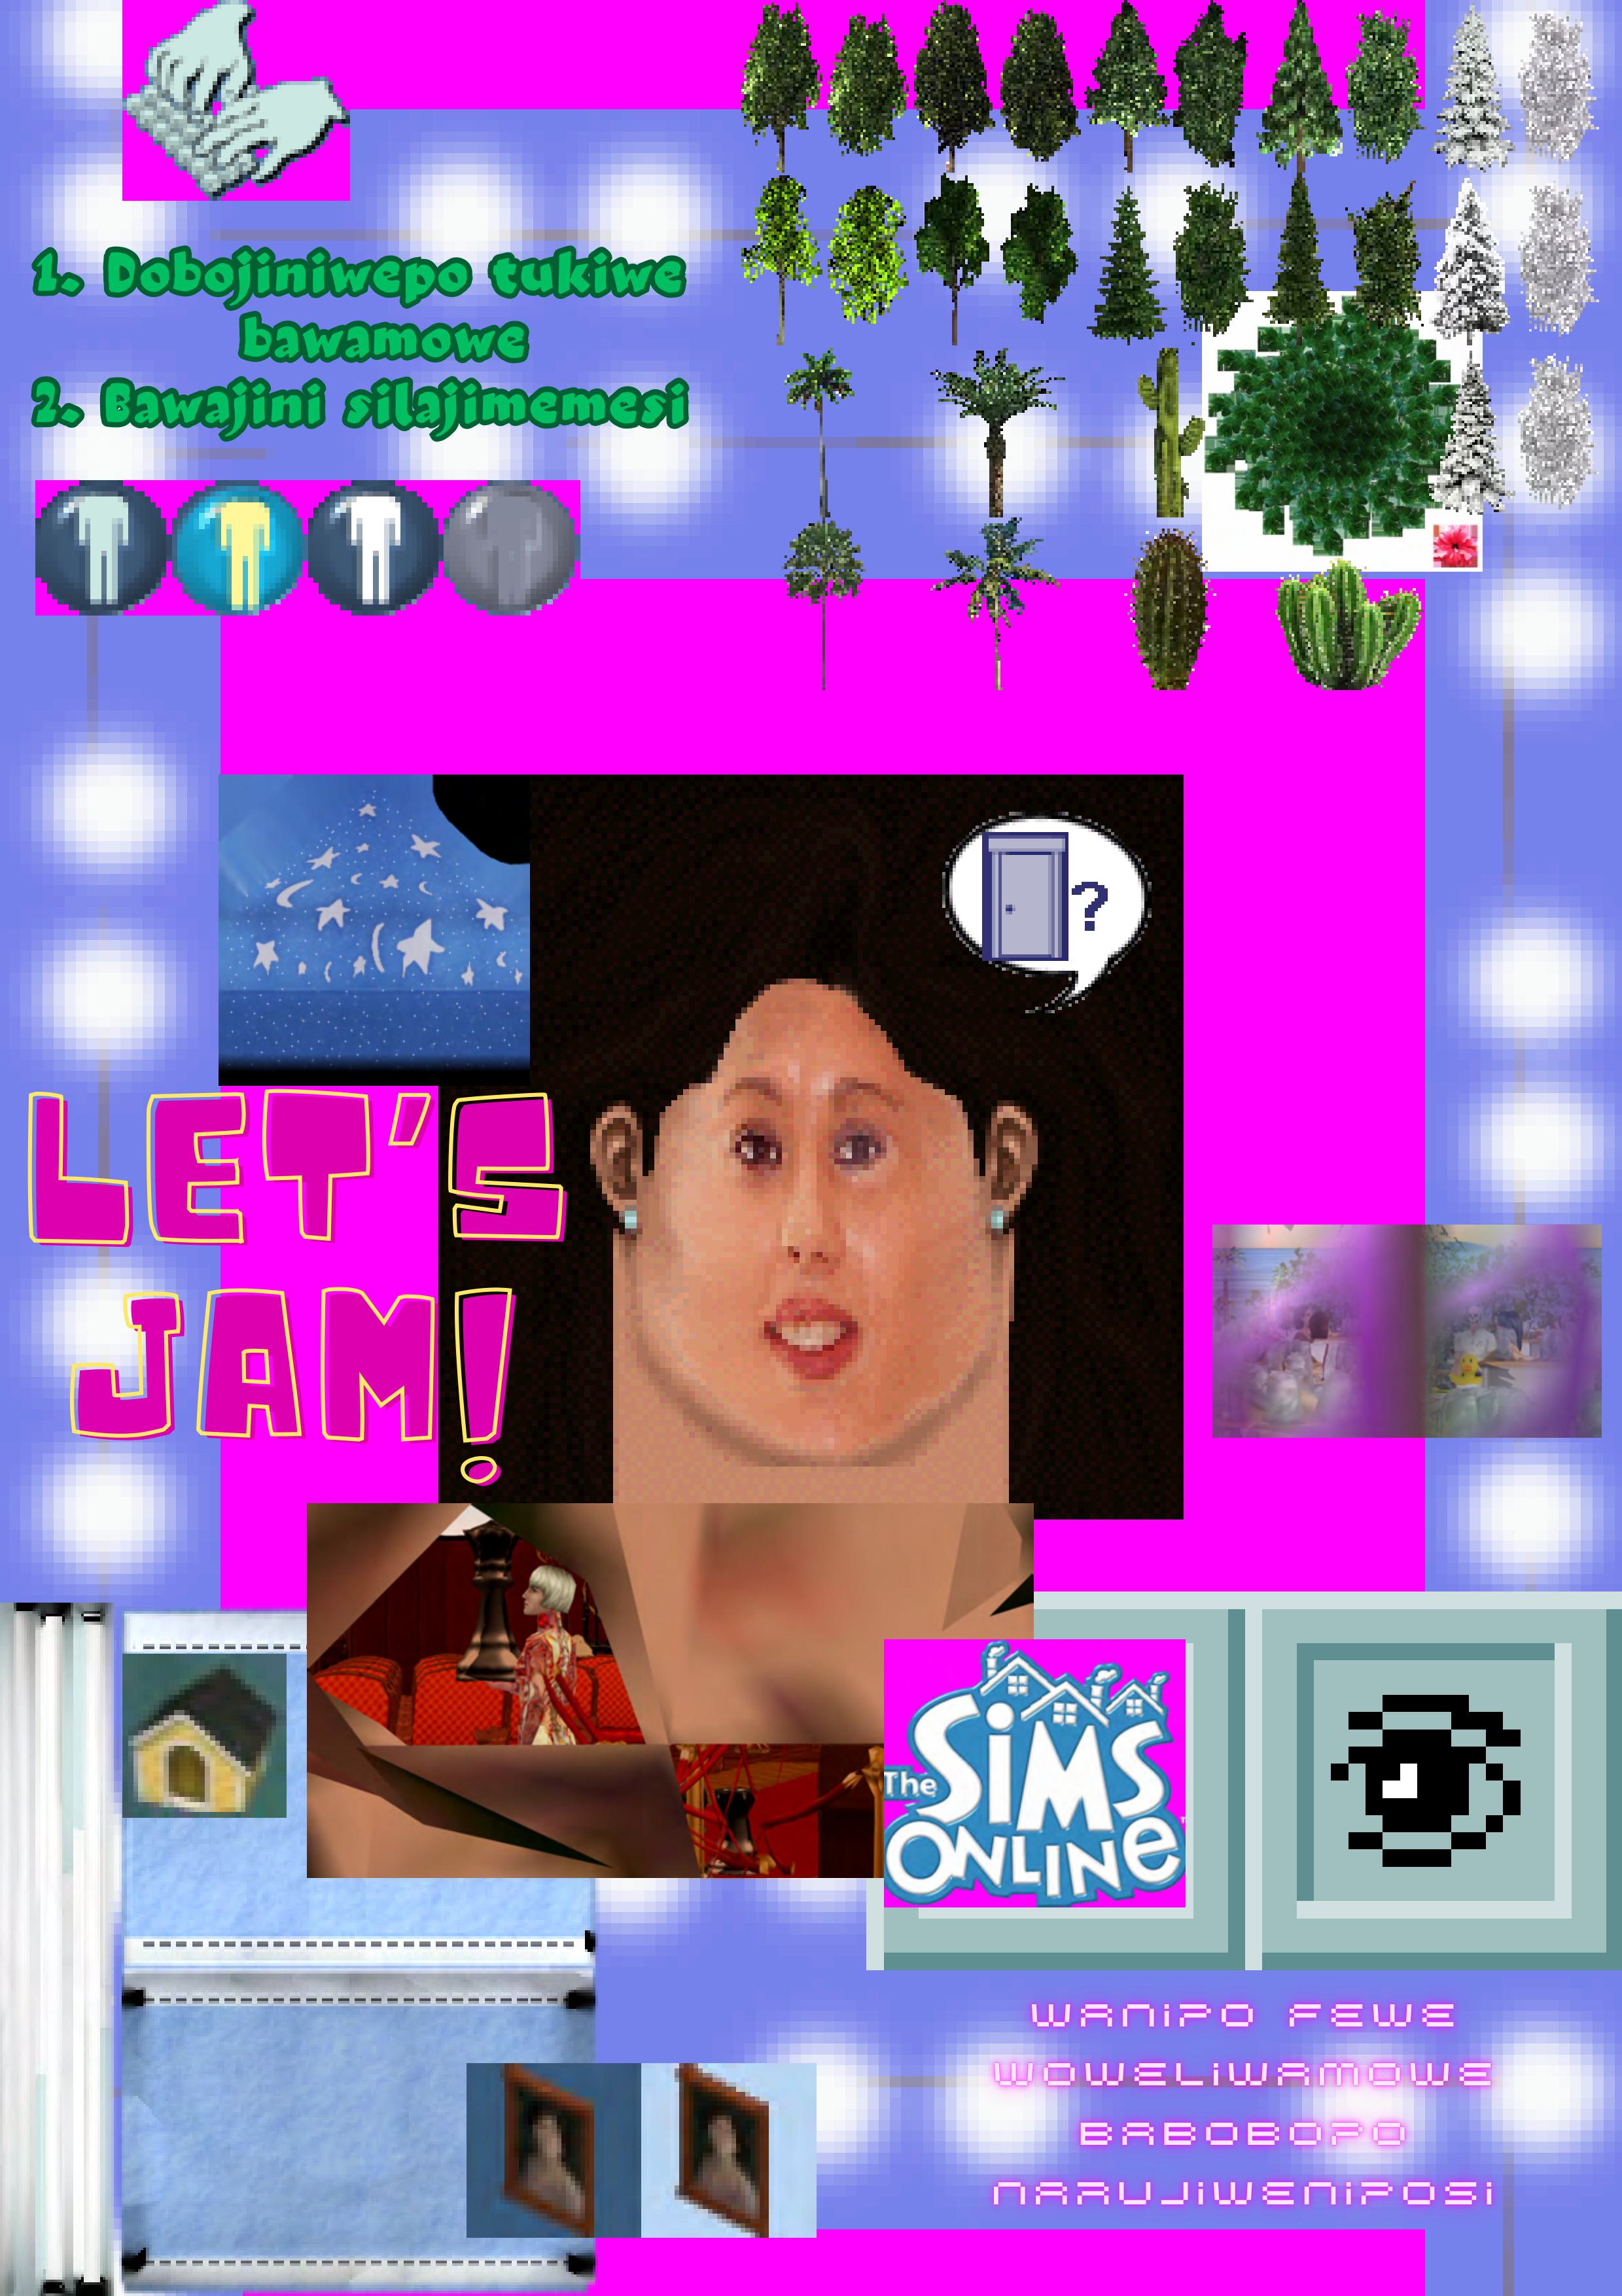 1. Dobojiniwepo tukiwe
bawamowe
2. Bawajini silajimemesi
?
LET'S
JAM!
The
SiMS
ONLiNe
WANiPO FEWE
WOWELiWAMOWE
BABOBOPO
NARUJiWENiPOSi